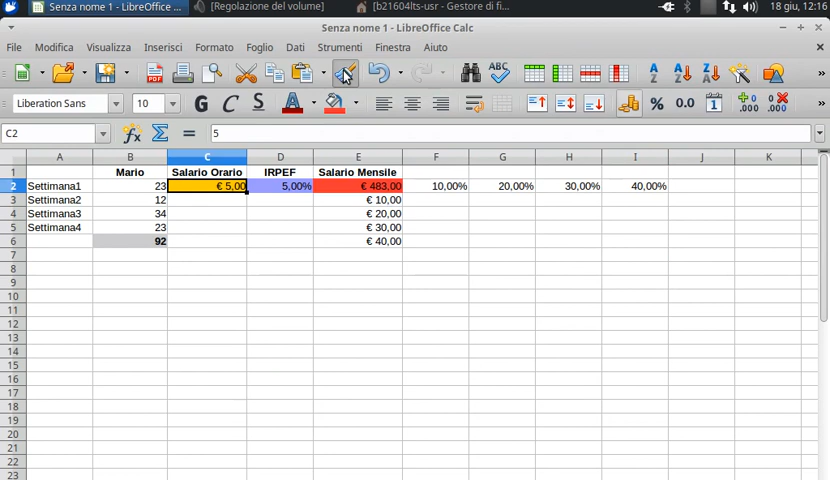 Senza nome 1 - LibreOffice ... [Regolazione del volume] [b21604lts-usr - Gestore di fi... 18 giu, 12:16
Senza nome 1 - LibreOffice Calc
File Modifica Visualizza Inserisci Formato Foglio Dati Strumenti Finestra Aiuto
Liberation Sans 10 G C S % 0.0 1 .000 .000
C2 fx Σ = 5
A B C D E F G H I J K
1 Mario Salario Orario IRPEF Salario Mensile
2 Settimana1 23 € 5,00 5,00% € 483,00 10,00% 20,00% 30,00% 40,00%
3 Settimana2 12 € 10,00
4 Settimana3 34 € 20,00
5 Settimana4 23 € 30,00
6 92 € 40,00
7
8
9
10
11
12
13
14
15
16
17
18
19
20
21
22
23